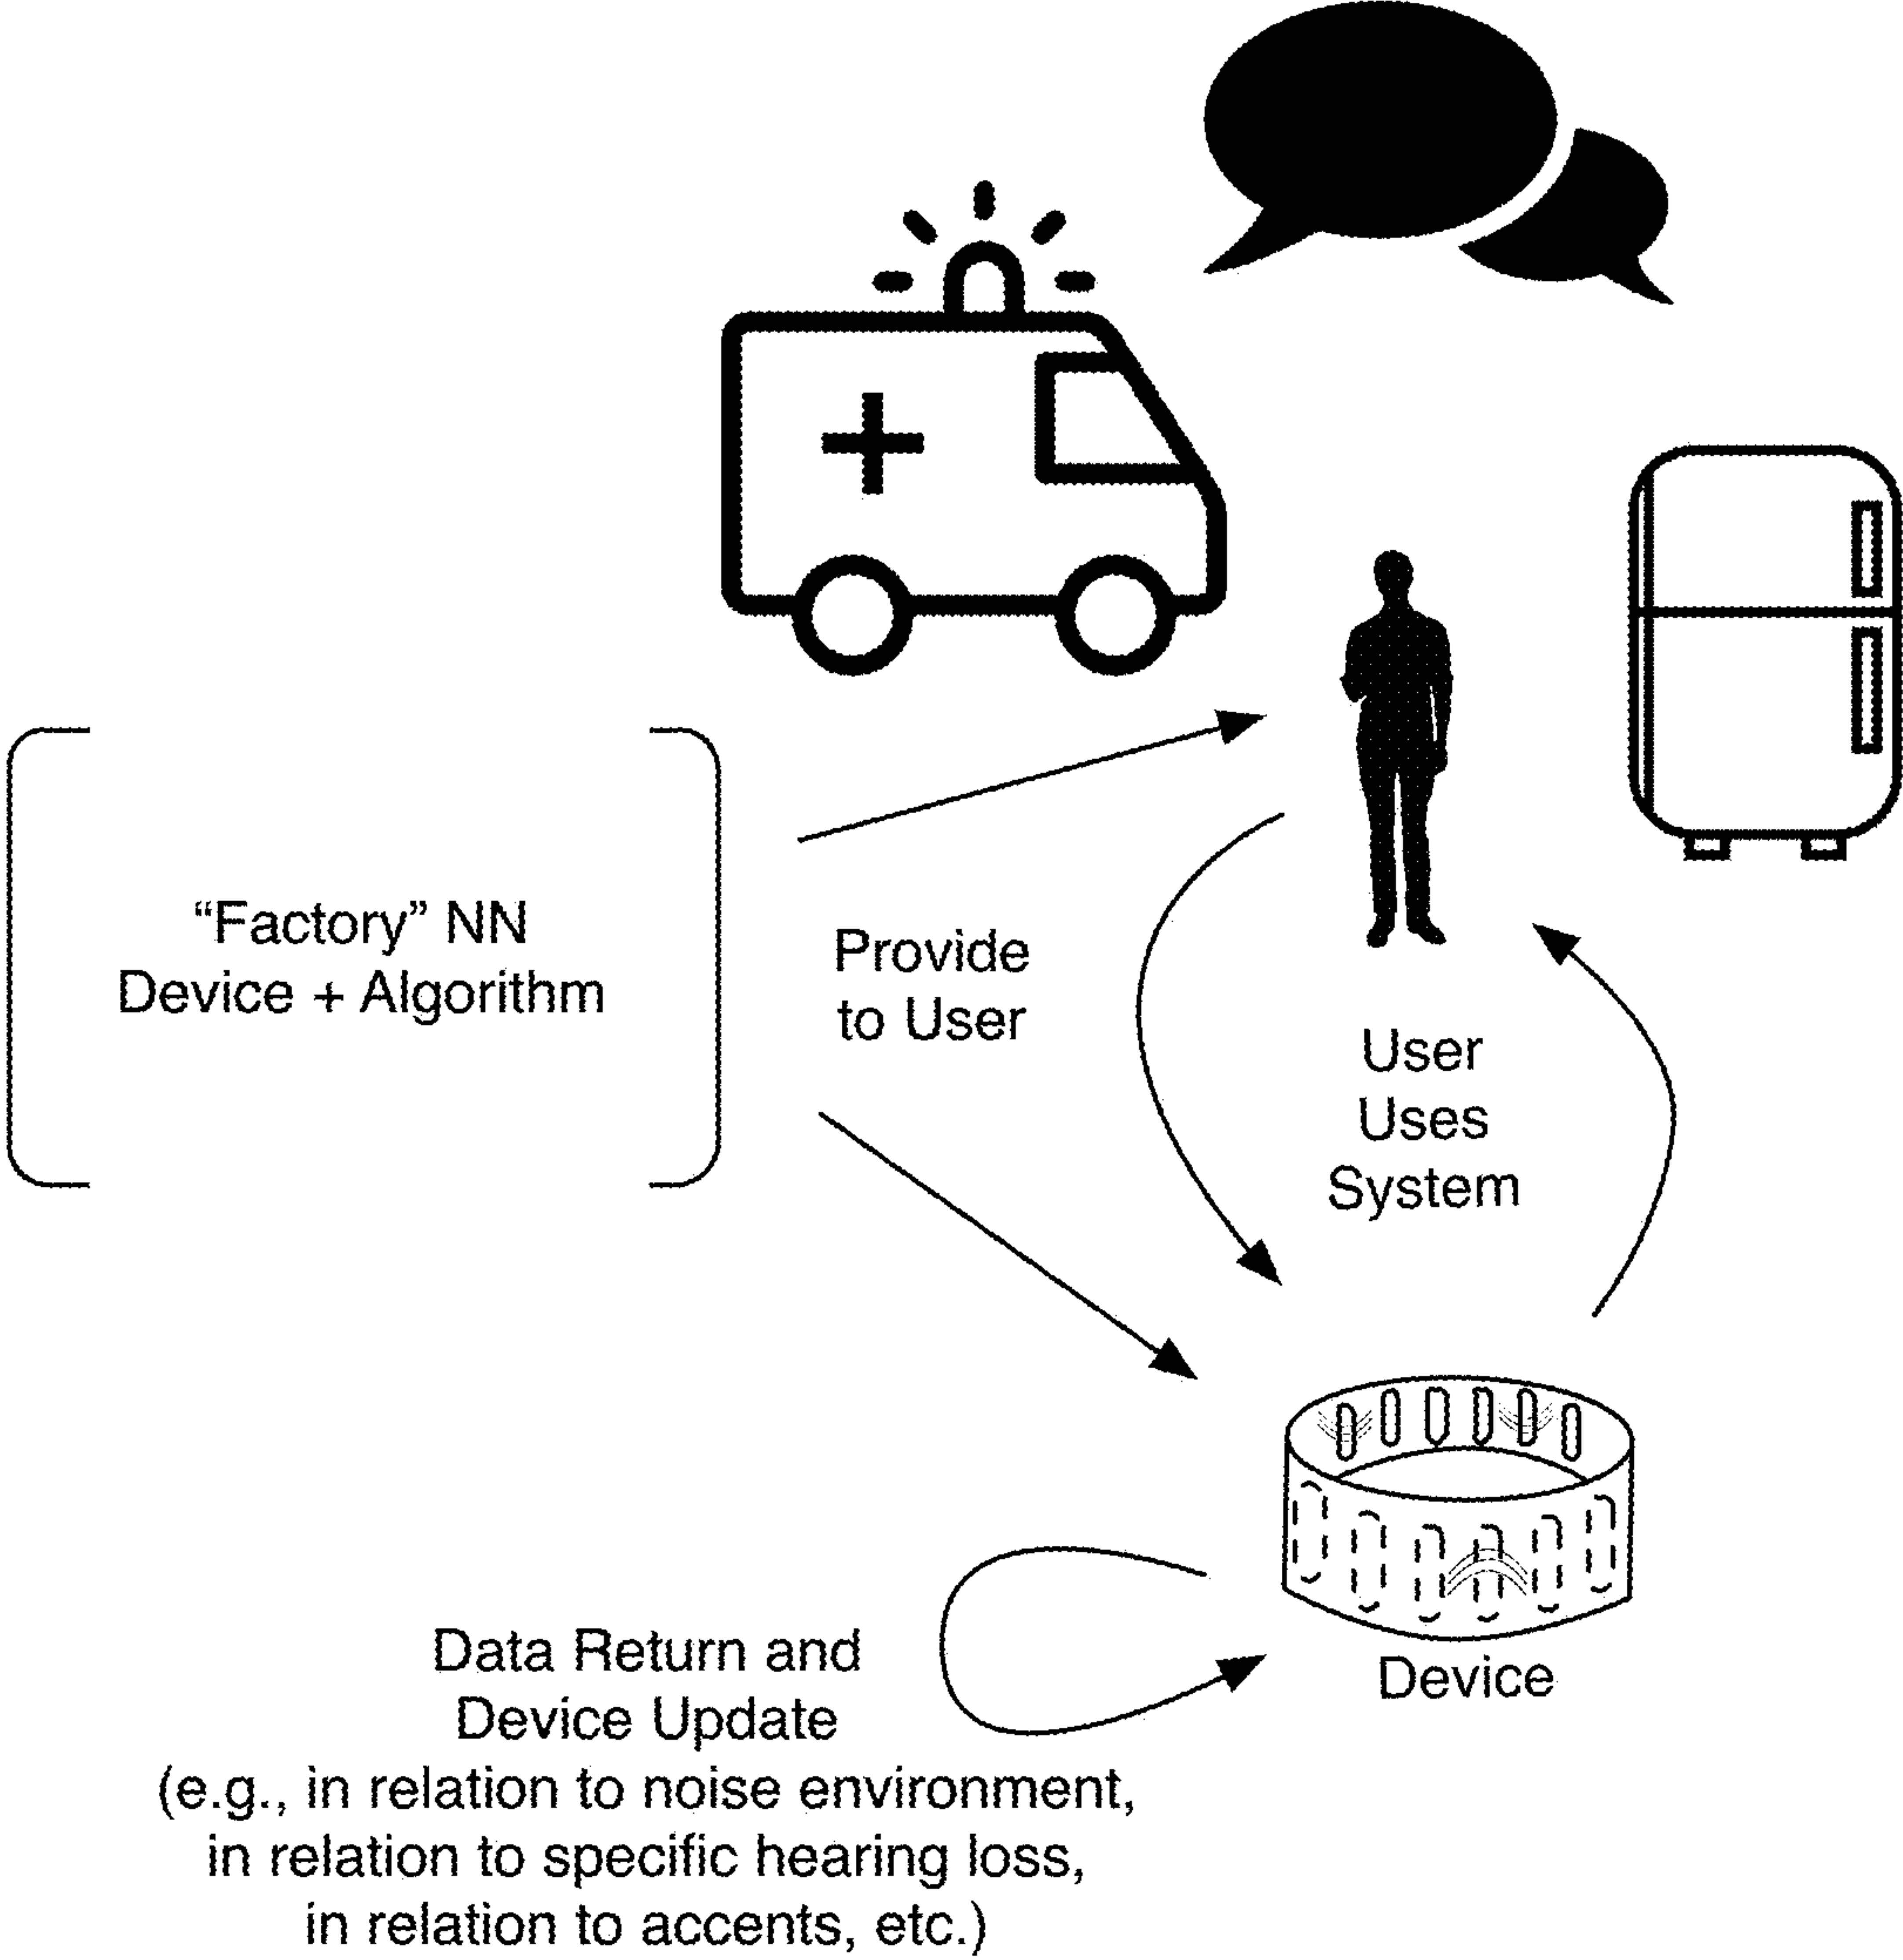 “Factory” NN
Device + Algorithm
Provide
to User
User
Uses
System
Device
Data Return and
Device Update
(e.g., in relation to noise environment,
in relation to specific hearing loss,
in relation to accents, etc.)